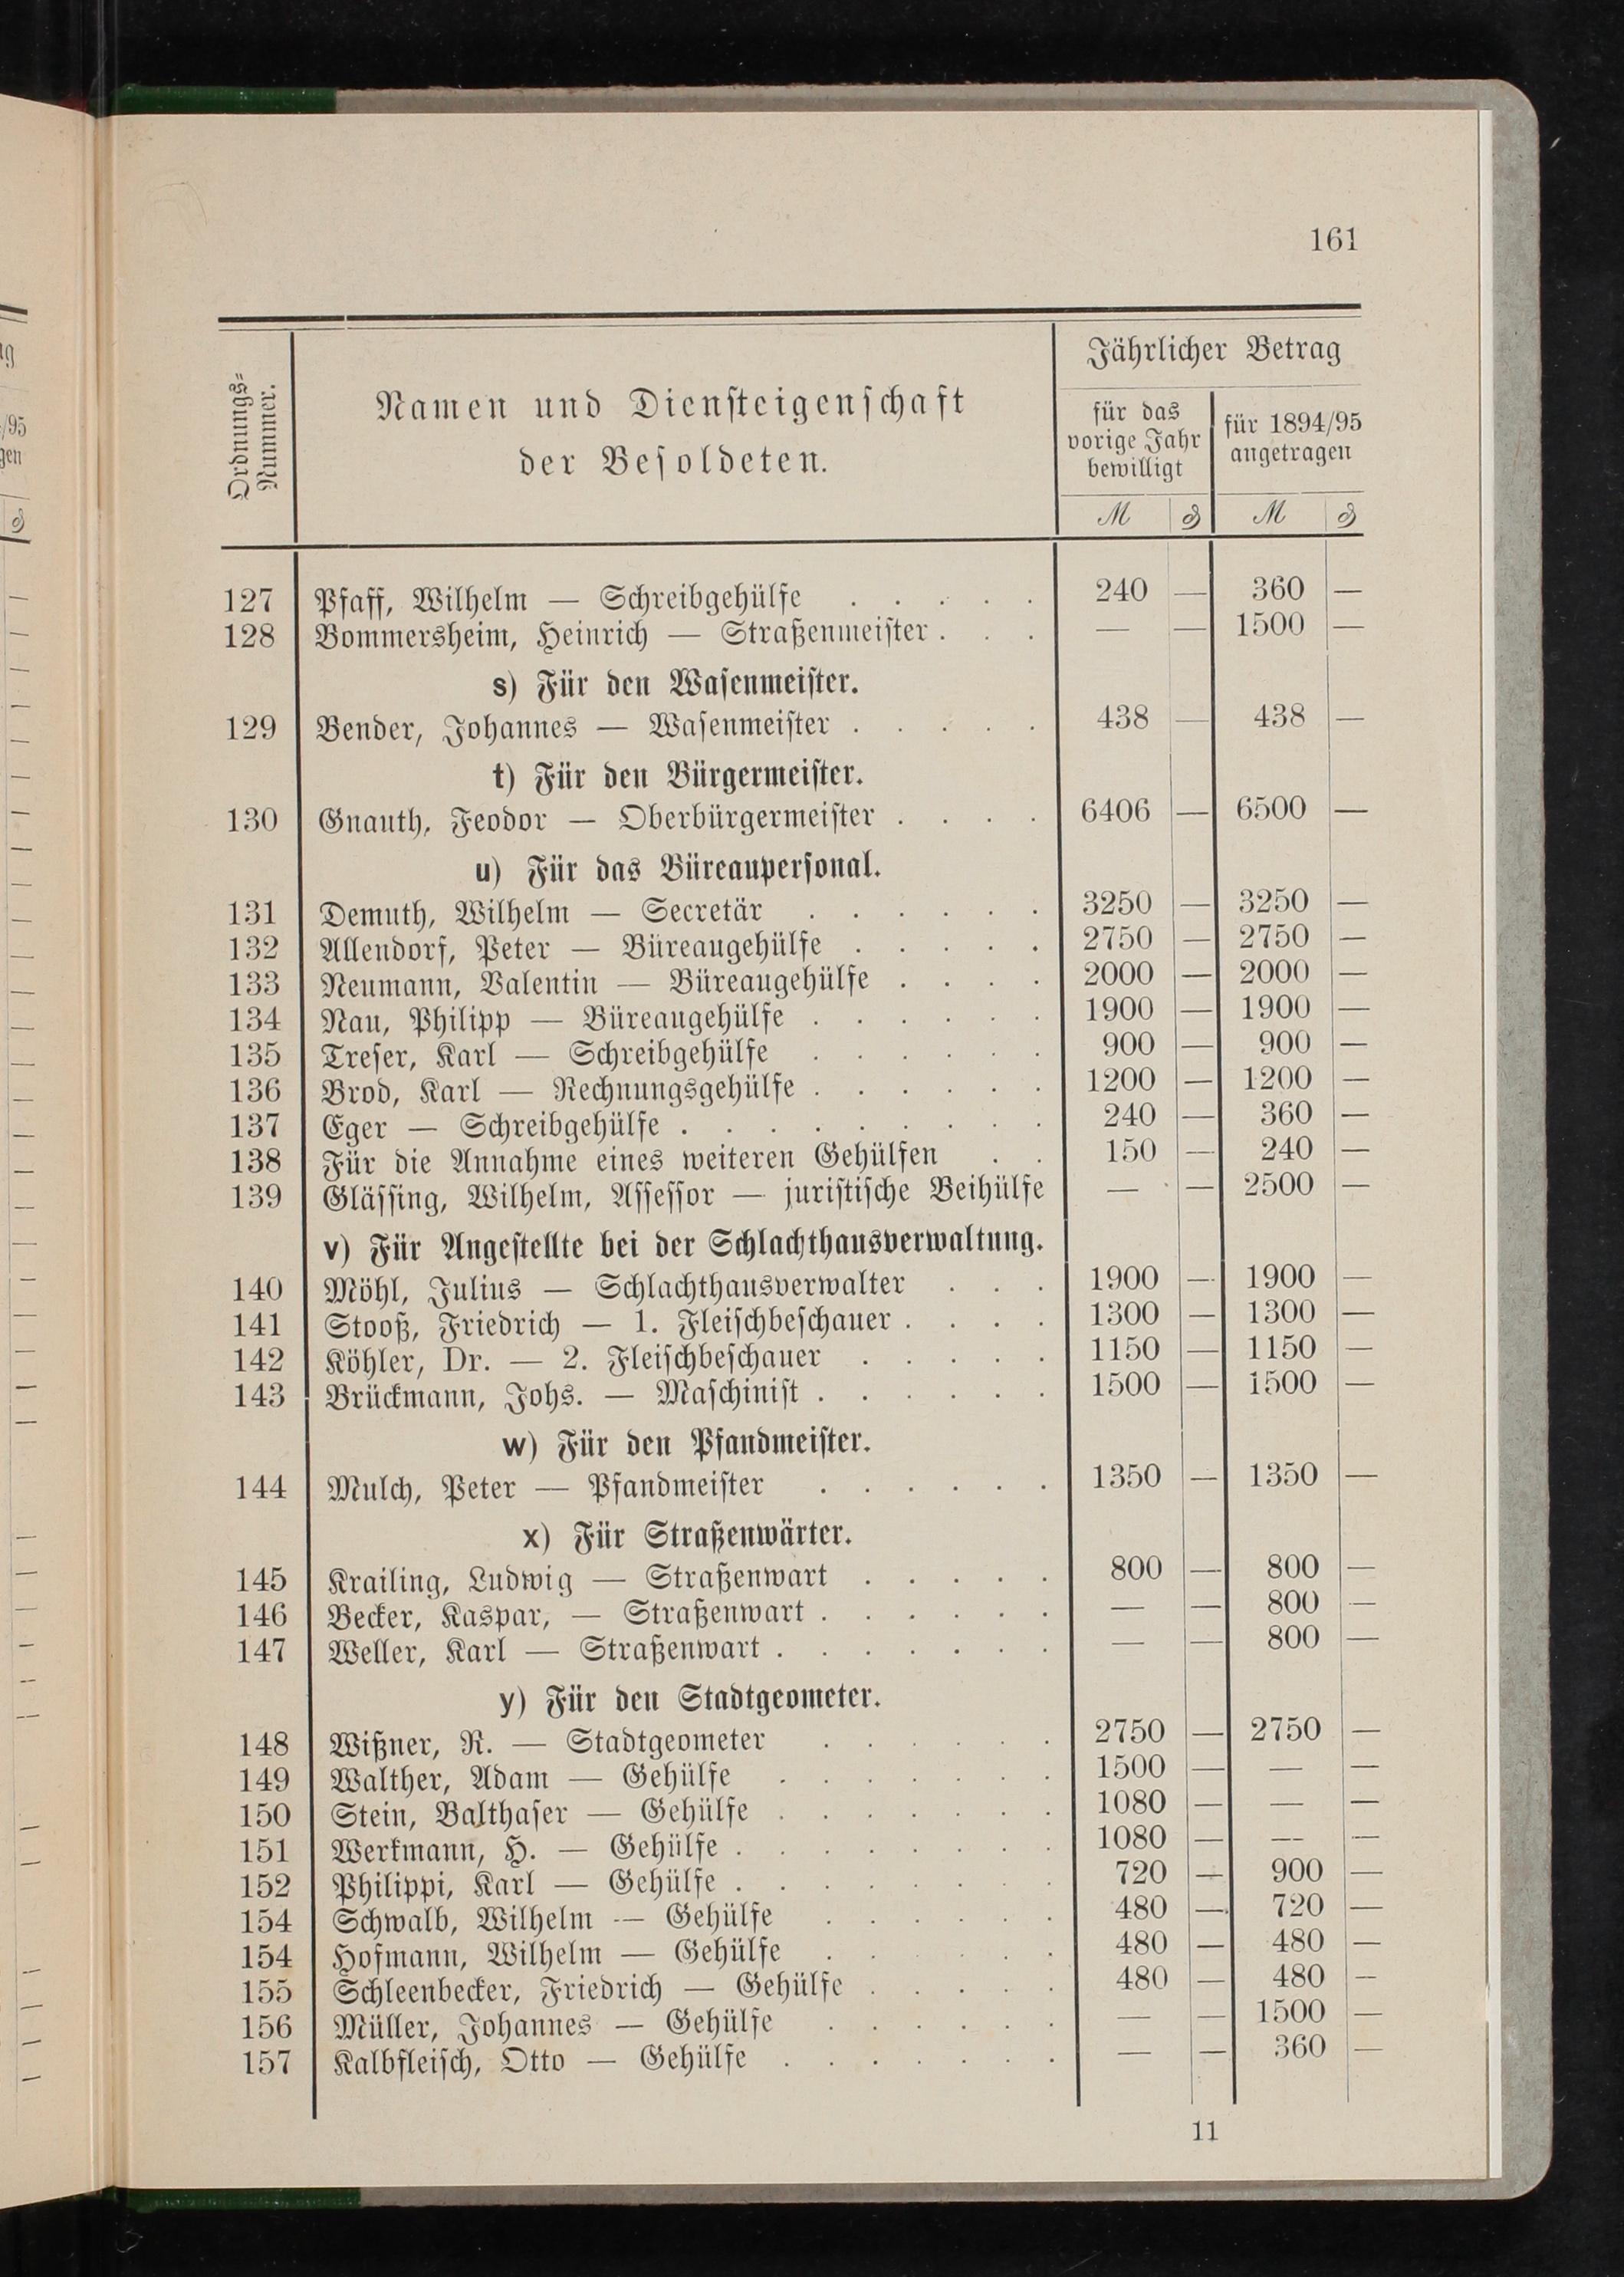 161
Ordnungs-
Nummer.
Namen und Diensteigenschaft
der Besoldeten.
Jährlicher Betrag
für das
vorige Jahr
bewilligt
für 1894/95
angetragen
ℳ ₰ ℳ ₰
127 Pfaff, Wilhelm — Schreibgehülfe . . . . . 240 — 360 —
128 Bommersheim, Heinrich — Straßenmeister . . . — — 1500 —
s) Für den Wasenmeister.
129 Bender, Johannes — Wasenmeister . . . . . 438 — 438 —
t) Für den Bürgermeister.
130 Gnauth, Feodor — Oberbürgermeister . . . . 6406 — 6500 —
u) Für das Büreaupersonal.
131 Demuth, Wilhelm — Secretär . . . . . . 3250 — 3250 —
132 Allendorf, Peter — Büreaugehülfe . . . . . 2750 — 2750 —
133 Neumann, Valentin — Büreaugehülfe . . . . 2000 — 2000 —
134 Nau, Philipp — Büreaugehülfe . . . . . . 1900 — 1900 —
135 Treser, Karl — Schreibgehülfe . . . . . . 900 — 900 —
136 Brod, Karl — Rechnungsgehülfe . . . . . . 1200 — 1200 —
137 Eger — Schreibgehülfe . . . . . . . . . 240 — 360 —
138 Für die Annahme eines weiteren Gehülfen . . 150 — 240 —
139 Glässing, Wilhelm, Assessor — juristische Beihülfe — — 2500 —
v) Für Angestellte bei der Schlachthausverwaltung.
140 Möhl, Julius — Schlachthausverwalter . . . 1900 — 1900 —
141 Stooß, Friedrich — 1. Fleischbeschauer . . . . 1300 — 1300 —
142 Köhler, Dr. — 2. Fleischbeschauer . . . . . 1150 — 1150 —
143 Brückmann, Johs. — Maschinist . . . . . . 1500 — 1500 —
w) Für den Pfandmeister.
144 Mulch, Peter — Pfandmeister . . . . . . 1350 — 1350 —
x) Für Straßenwärter.
145 Krailing, Ludwig — Straßenwart . . . . . 800 — 800 —
146 Becker, Kaspar, — Straßenwart . . . . . . — — 800 —
147 Weller, Karl — Straßenwart . . . . . . . — — 800 —
y) Für den Stadtgeometer.
148 Wißner, R. — Stadtgeometer . . . . . . 2750 — 2750 —
149 Walther, Adam — Gehülfe . . . . . . . 1500 — — —
150 Stein, Balthaser — Gehülfe . . . . . . . 1080 — — —
151 Werkmann, H. — Gehülfe . . . . . . . . 1080 — — —
152 Philippi, Karl — Gehülfe . . . . . . . . 720 — 900 —
154 Schwalb, Wilhelm — Gehülfe . . . . . . 480 — 720 —
154 Hofmann, Wilhelm — Gehülfe . . . . . . 480 — 480 —
155 Schleenbecker, Friedrich — Gehülfe . . . . . 480 — 480 —
156 Müller, Johannes — Gehülfe . . . . . . — — 1500 —
157 Kalbfleisch, Otto — Gehülfe . . . . . . . — — 360 —
11